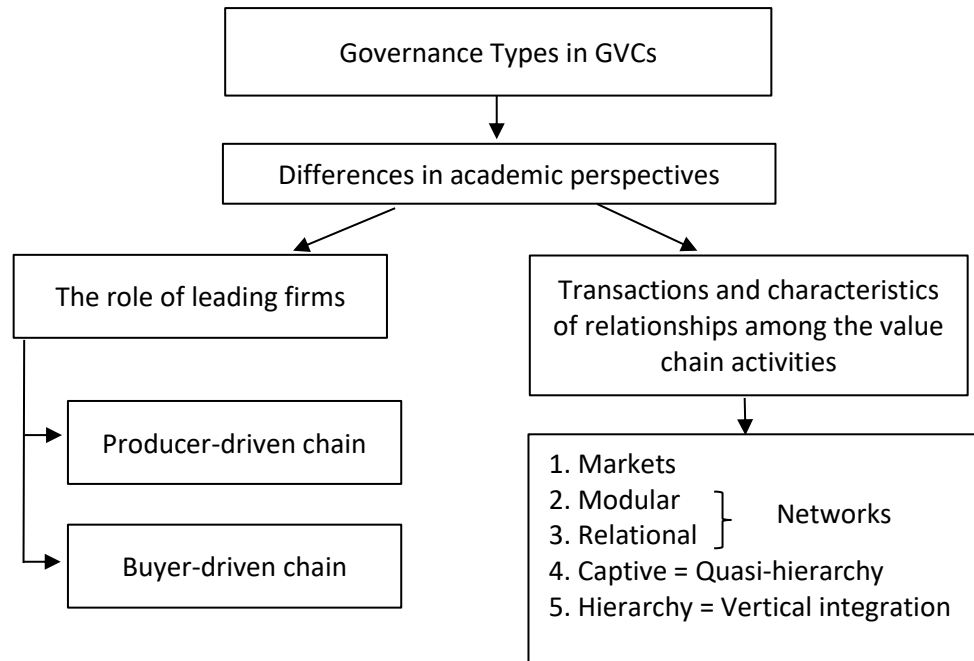 Governance Types in GVCs
Differences in academic perspectives
The role of leading firms
Producer-driven chain
Buyer-driven chain
Transactions and characteristics
of relationships among the value
chain activities
1. Markets
2. Modular
3. Relional
Networks
4. Captive = Quasi-hierarchy
5. Hierarchy = Vertical integration